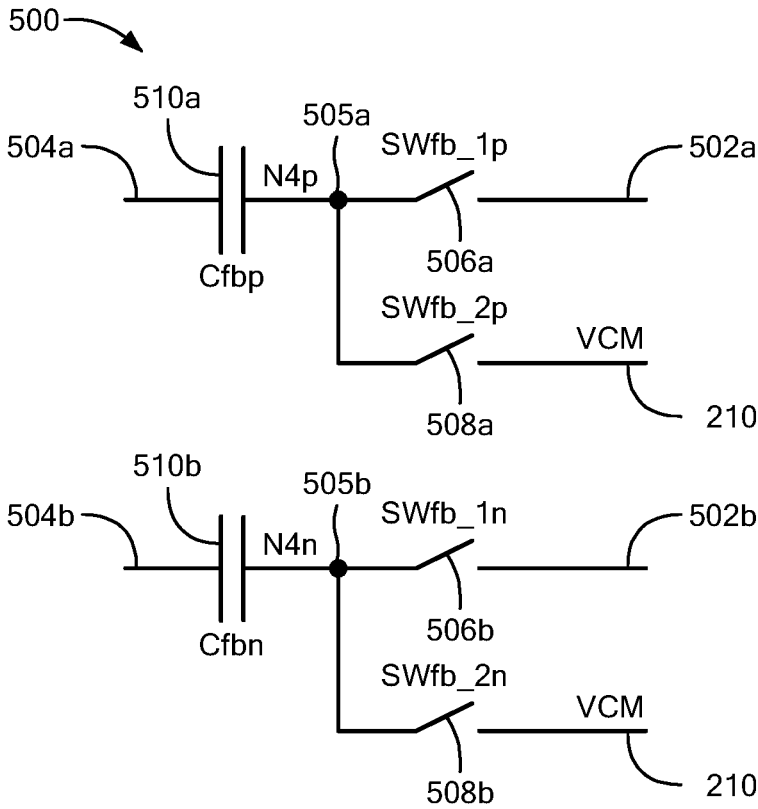 500
510a
505a
504a
N4p
SWfb_1p
502a
506a
Cfbp
SWfb_2p
VCM
508a
210
510b
505b
504b
N4n
SWfb_1n
502b
506b
Cfbn
SWfb_2n
VCM
508b
210